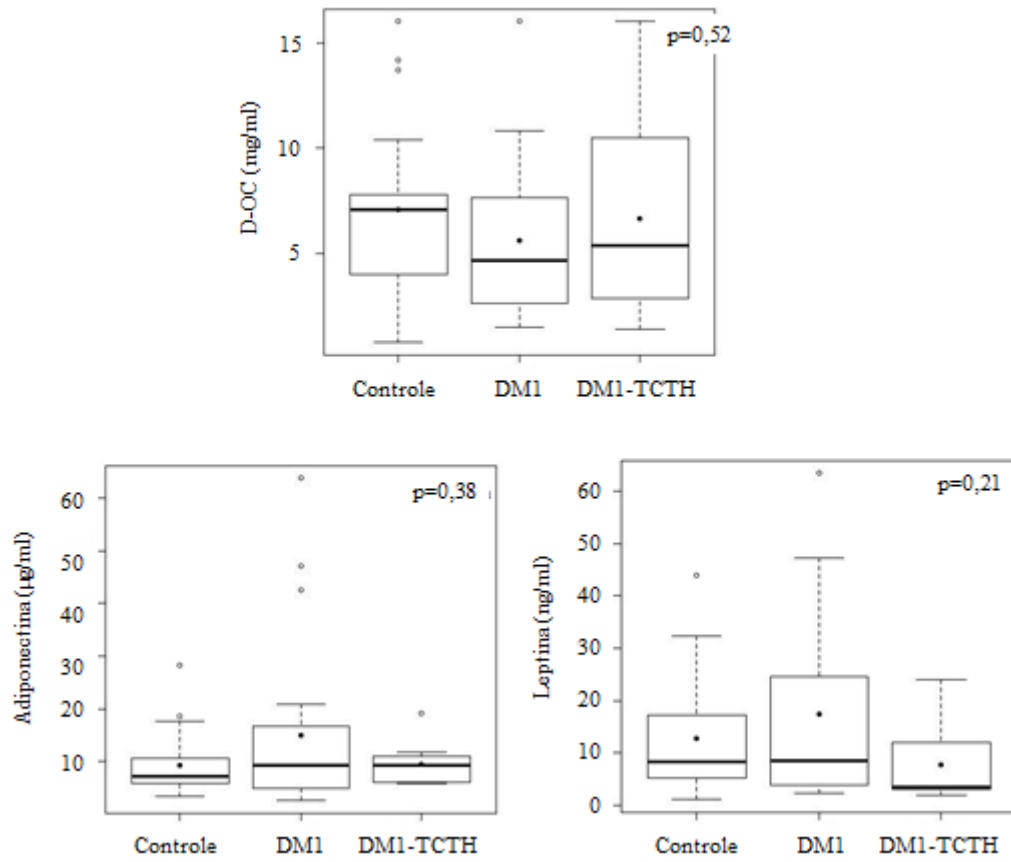 p=0,52
D-OC (mg/ml)
15
10
5
Controle DM1 DM1-TCTH
p=0,38
Adiponectina (µg/ml)
60
50
40
30
20
10
Controle DM1 DM1-TCTH
p=0,21
Leptina (ng/ml)
60
50
40
30
20
10
0
Controle DM1 DM1-TCTH